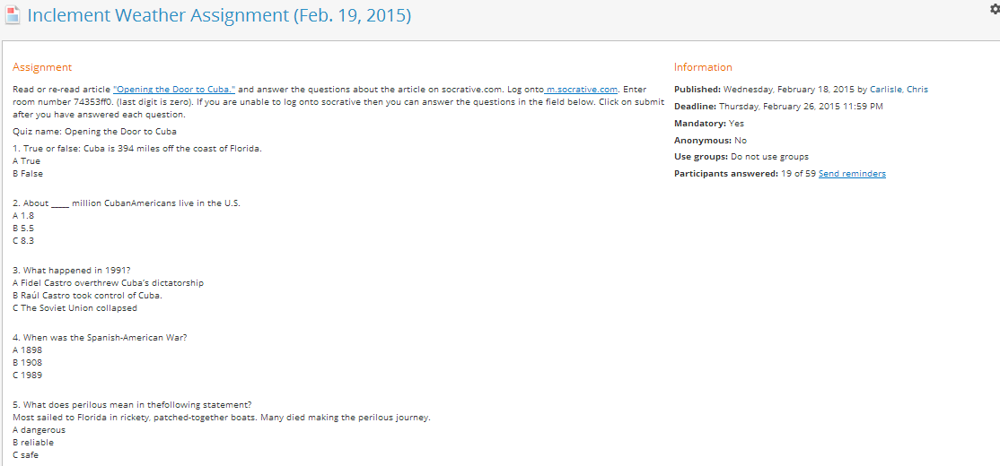 Inclement Weather Assignment (Feb. 19, 2015)
Assignment
Read or re-read article "Opening the Door to Cuba." and answer the questions about the article on socrative.com. Log onto m.socrative.com. Enter
room number 74353ff0. (last digit is zero). If you are unable to log onto socrative then you can answer the questions in the field below. Click on submit
after you have answered each question.
Quiz name: Opening the Door to Cuba
1. True or false: Cuba is 394 miles off the coast of Florida.
A True
B False
2. About ____ million CubanAmericans live in the U.S.
A 1.8
B 5.5
C 8.3
3. What happened in 1991?
A Fidel Castro overthrew Cuba's dictatorship
B Raúl Castro took control of Cuba.
C The Soviet Union collapsed
4. When was the Spanish-American War?
A 1898
B 1908
C 1989
5. What does perilous mean in thefollowing statement?
Most sailed to Florida in rickety, patched-together boats. Many died making the perilous journey.
A dangerous
B reliable
C safe
Information
Published: Wednesday, February 18, 2015 by Carlisle, Chris
Deadline: Thursday, February 26, 2015 11:59 PM
Mandatory: Yes
Anonymous: No
Use groups: Do not use groups
Participants answered: 19 of 59 Send reminders